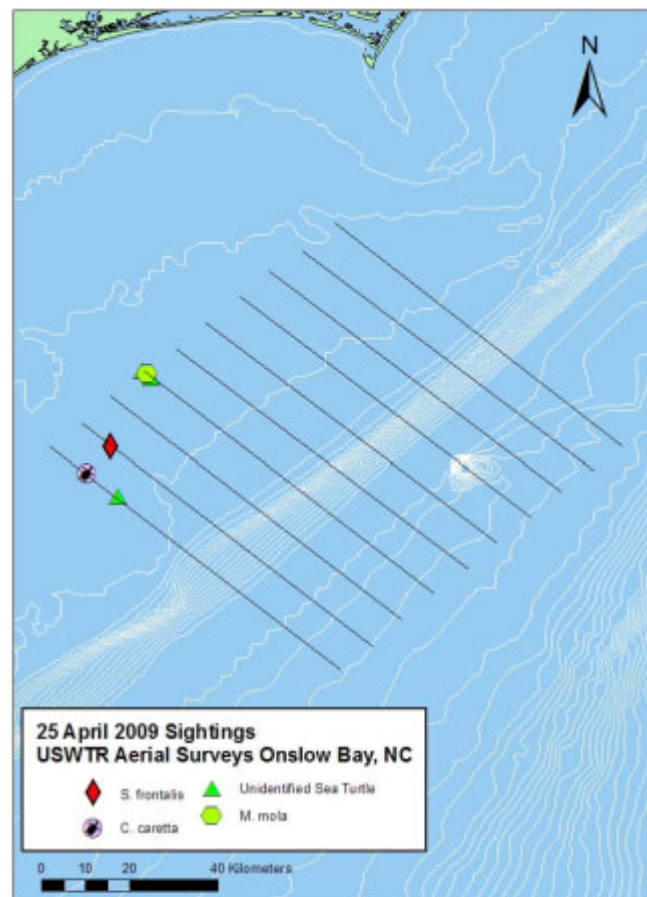 N
25 April 2009 Sightings
USWTR Aerial Surveys Onslow Bay, NC
S. frontalis
Unidentified Sea Turtle
C. caretta
M. mola
0 10 20 40 Kilometers